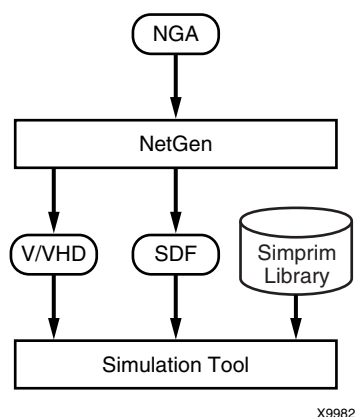 NGA
NetGen
V/VHD
SDF
Simprim
Library
Simulation Tool
X9982